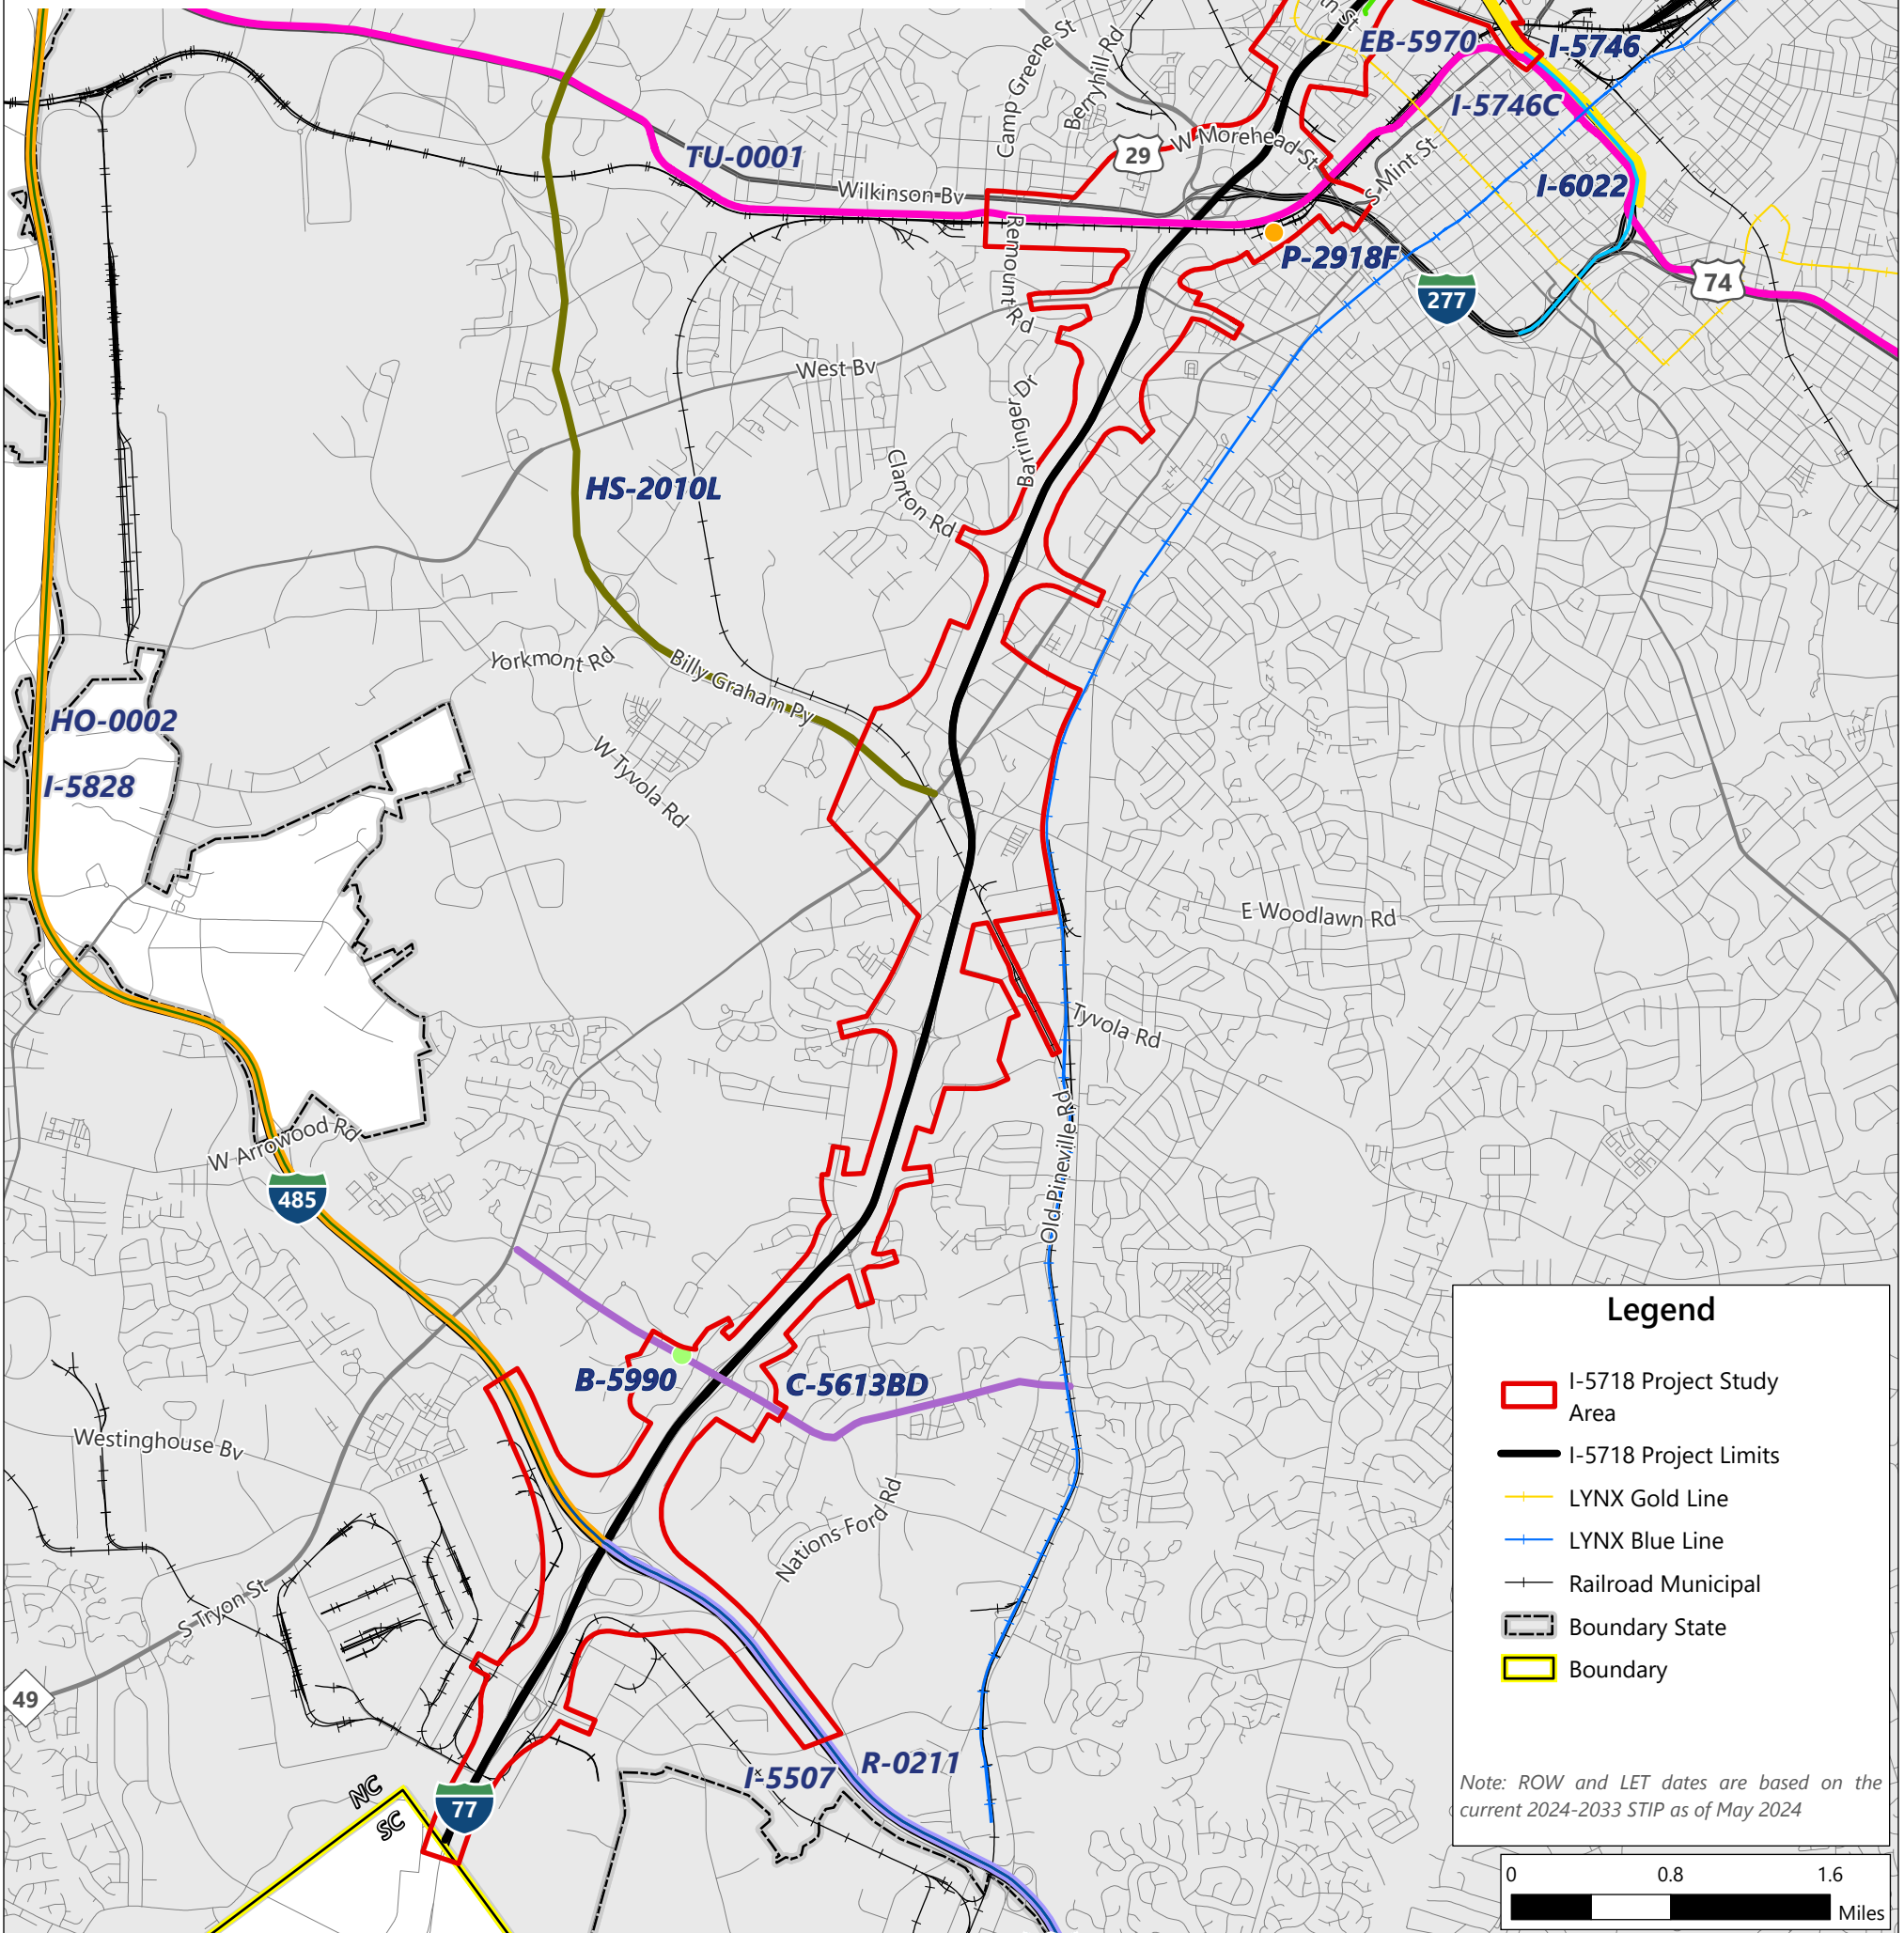 th St
EB-5970
I-5746
Camp Greene St
Berryhill Rd
I-5746C
W Morehead St
29
TU-0001
S Mint St
Wilkinson Bv
I-6022
Remount Rd
P-2918F
74
277
West Bv
Barringer Dr
Clanton Rd
HS-2010L
Yorkmont Rd
Billy Graham Py
HO-0002
W Tyvola Rd
I-5828
E Woodlawn Rd
Tyvola Rd
Old Pineville Rd
W Arrowood Rd
485
B-5990
C-5613BD
Westinghouse Bv
Nations Ford Rd
S Tryon St
49
I-5507
R-0211
NC
SC
77
Legend
I-5718 Project Study
Area
I-5718 Project Limits
LYNX Gold Line
LYNX Blue Line
Railroad Municipal
Boundary State
Boundary
Note: ROW and LET dates are based on the
current 2024-2033 STIP as of May 2024
0 0.8 1.6
Miles